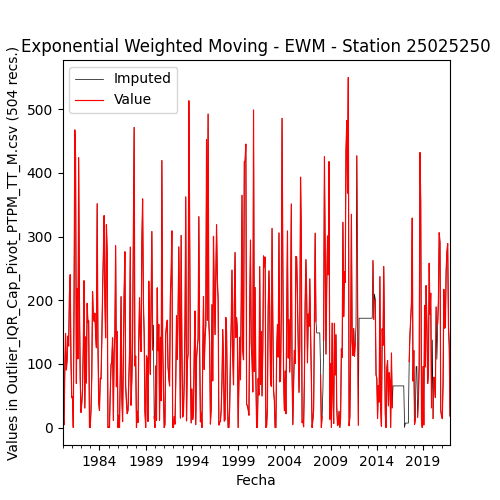 Exponential Weighted Moving - EWM - Station 25025250
Imputed
Value
Values in Outlier_IQR_Cap_Pivot_PTPM_TT_M.csv (504 recs.)
500
400
300
200
100
0
1984 1989 1994 1999 2004 2009 2014 2019
Fecha